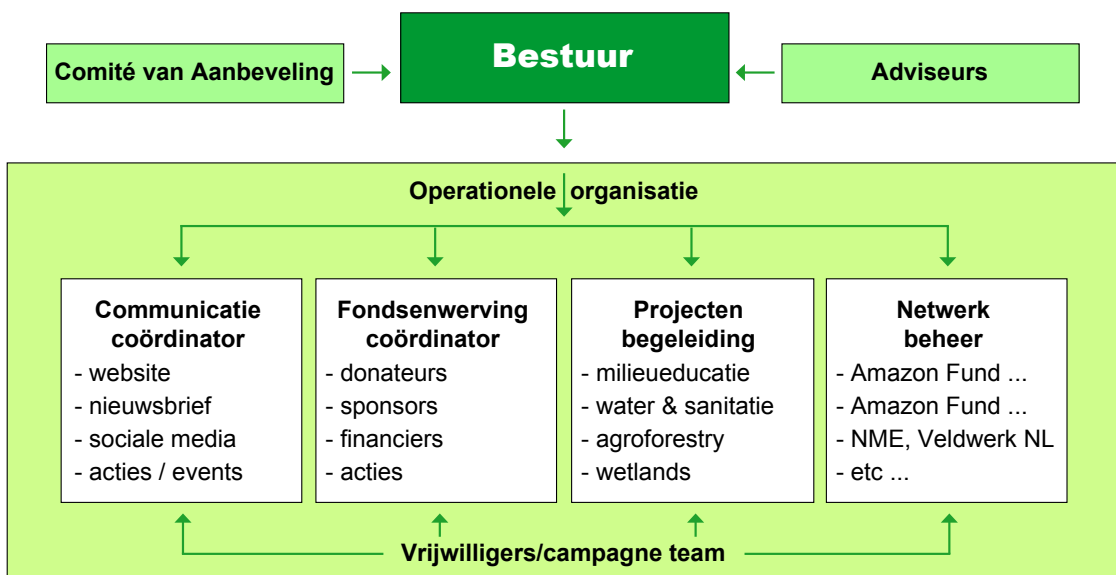 Bestuur
Comité van Aanbeveling
Adviseurs
Operationele organisatie
Communicatie
coördinator
- website
- nieuwsbrief
- sociale media
- acties / events
Fondsenwerving
coördinator
- donateurs
- sponsors
- financiers
- acties
Projecten
begeleiding
- milieueducatie
- water & sanitatie
- agroforestry
- wetlands
Netwerk
beheer
- Amazon Fund ...
- Amazon Fund ...
- NME, Veldwerk NL
- etc ...
Vrijwilligers/campagne team